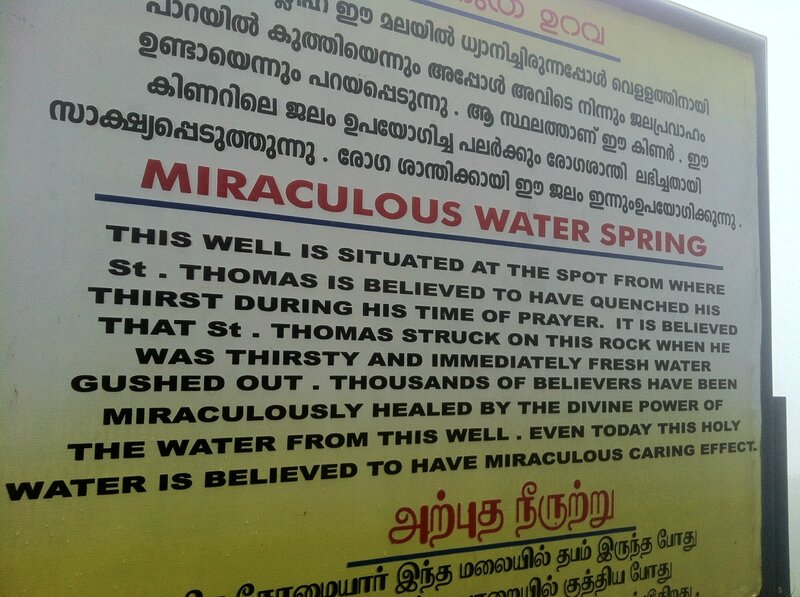 ഉറവ
ഈ മലയിൽ ധ്യാനിച്ചിരുന്നപ്പോൾ വെള്ളത്തിനായി
പാറയിൽ കുത്തിയെന്നും അപ്പോൾ അവിടെ നിന്നും ജലപ്രവാഹം
ഉണ്ടായെന്നും പറയപ്പെടുന്നു . ആ സ്ഥലത്താണ് ഈ കിണർ . ഈ
കിണറിലെ ജലം ഉപയോഗിച്ച പലർക്കും രോഗശാന്തി ലഭിച്ചതായി
സാക്ഷ്യപ്പെടുത്തുന്നു . രോഗ ശാന്തിക്കായി ഈ ജലം ഇന്നുംഉപയോഗിക്കുന്നു .
MIRACULOUS WATER SPRING
THIS WELL IS SITUATED AT THE SPOT FROM WHERE
St . THOMAS IS BELIEVED TO HAVE QUENCHED HIS
THIRST DURING HIS TIME OF PRAYER. IT IS BELIEVED
THAT St . THOMAS STRUCK ON THIS ROCK WHEN HE
WAS THIRSTY AND IMMEDIATELY FRESH WATER
GUSHED OUT . THOUSANDS OF BELIEVERS HAVE BEEN
MIRACULOUSLY HEALED BY THE DIVINE POWER OF
THE WATER FROM THIS WELL . EVEN TODAY THIS HOLY
WATER IS BELIEVED TO HAVE MIRACULOUS CARING EFFECT.
அற்புத நீருற்று
இந்த மலையில் தபம் இருந்த போது
குத்திய போது